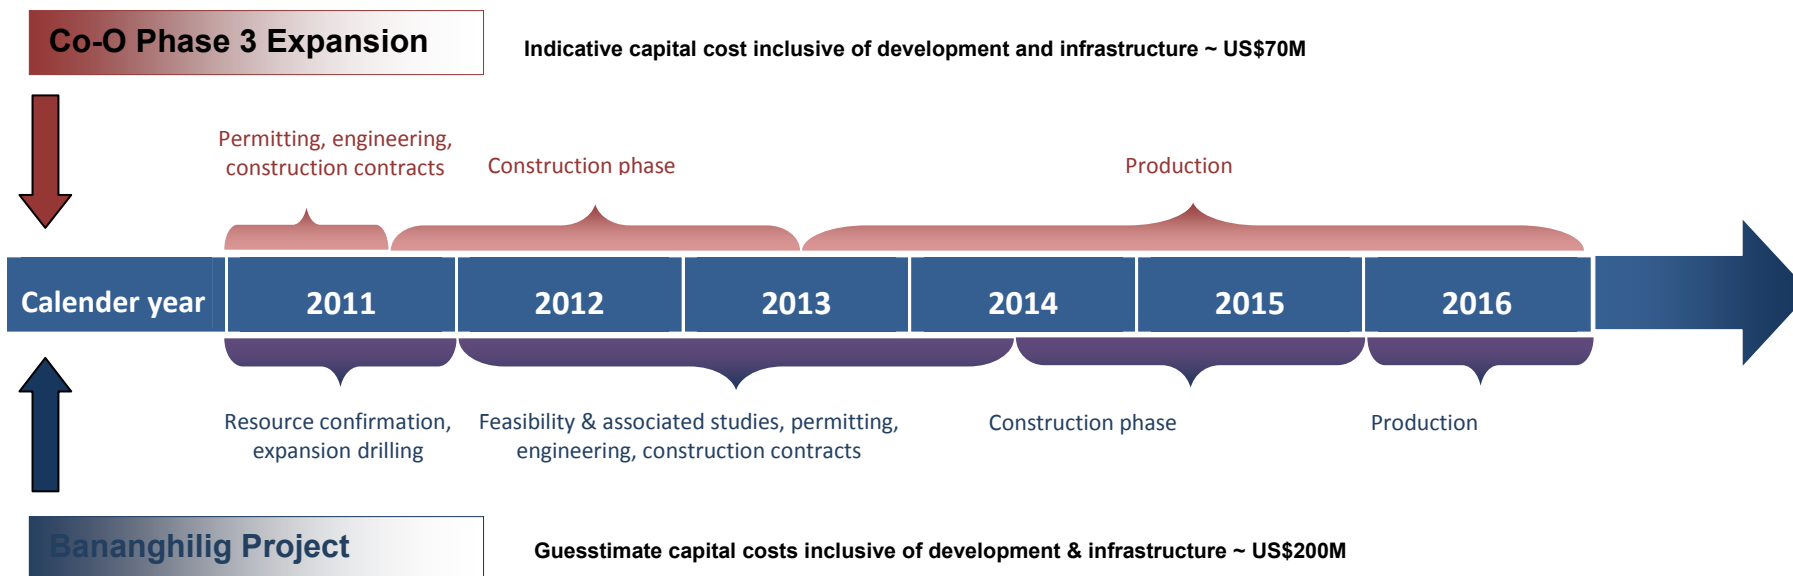 Co-O Phase 3 Expansion
Indicative capital cost inclusive of development and infrastructure ~ US$70M
Permitting, engineering,
construction contracts
Construction phase
Production
Calender year
2011
2012
2013
2014
2015
2016
Resource confirmation,
expansion drilling
Feasibility & associated studies, permitting,
engineering, construction contracts
Construction phase
Production
Bananghilig Project
Guesstimate capital costs inclusive of development & infrastructure ~ US$200M